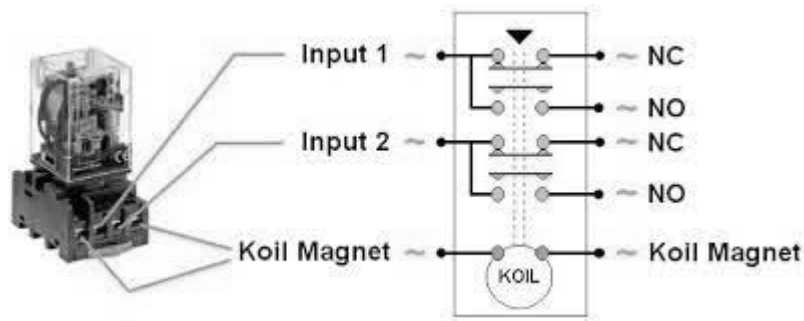 Input 1 ~ ~ NC
~ NO
Input 2 ~ ~ NC
~ NO
Koil Magnet ~ KOIL ~ Koil Magnet